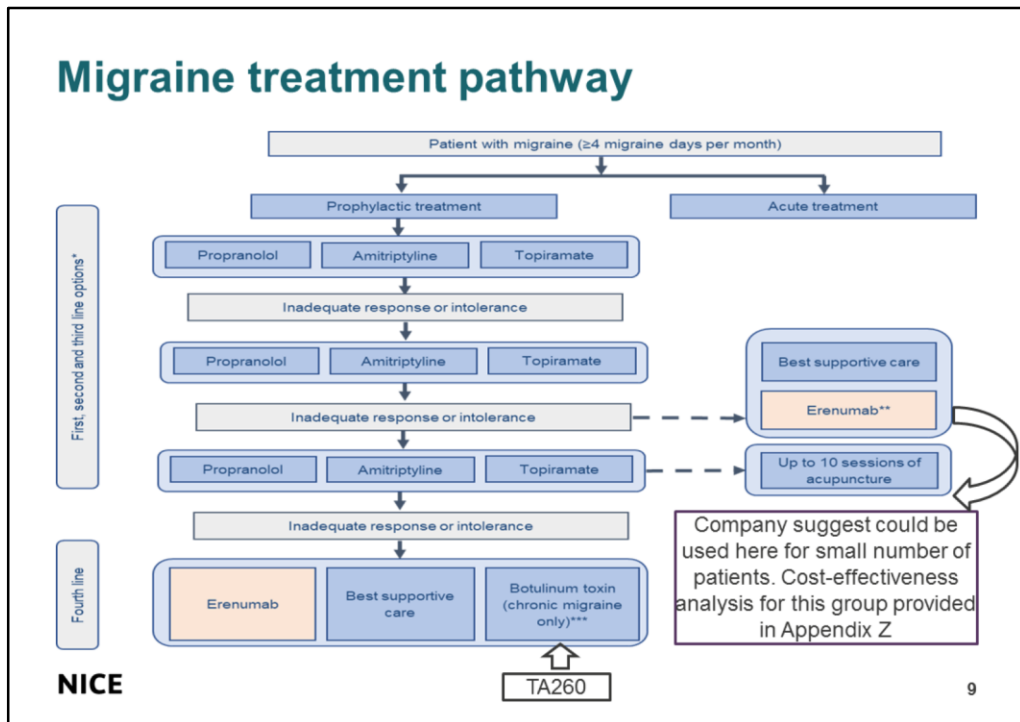 Migraine treatment pathway
Patient with migraine (≥4 migraine days per month)
Prophylactic treatment
Acute treatment
First, second and third line options*
Propranolol
Amitriptyline
Topiramate
Inadequate response or intolerance
Propranolol
Amitriptyline
Topiramate
Inadequate response or intolerance
Best supportive care
Erenumab**
Propranolol
Amitriptyline
Topiramate
Up to 10 sessions of
acupuncture
Inadequate response or intolerance
Company suggest could be
used here for small number of
patients. Cost-effectiveness
analysis for this group provided
in Appendix Z
Fourth line
Erenumab
Best supportive
care
Botulinum toxin
(chronic migraine
only)***
TA260
NICE
9